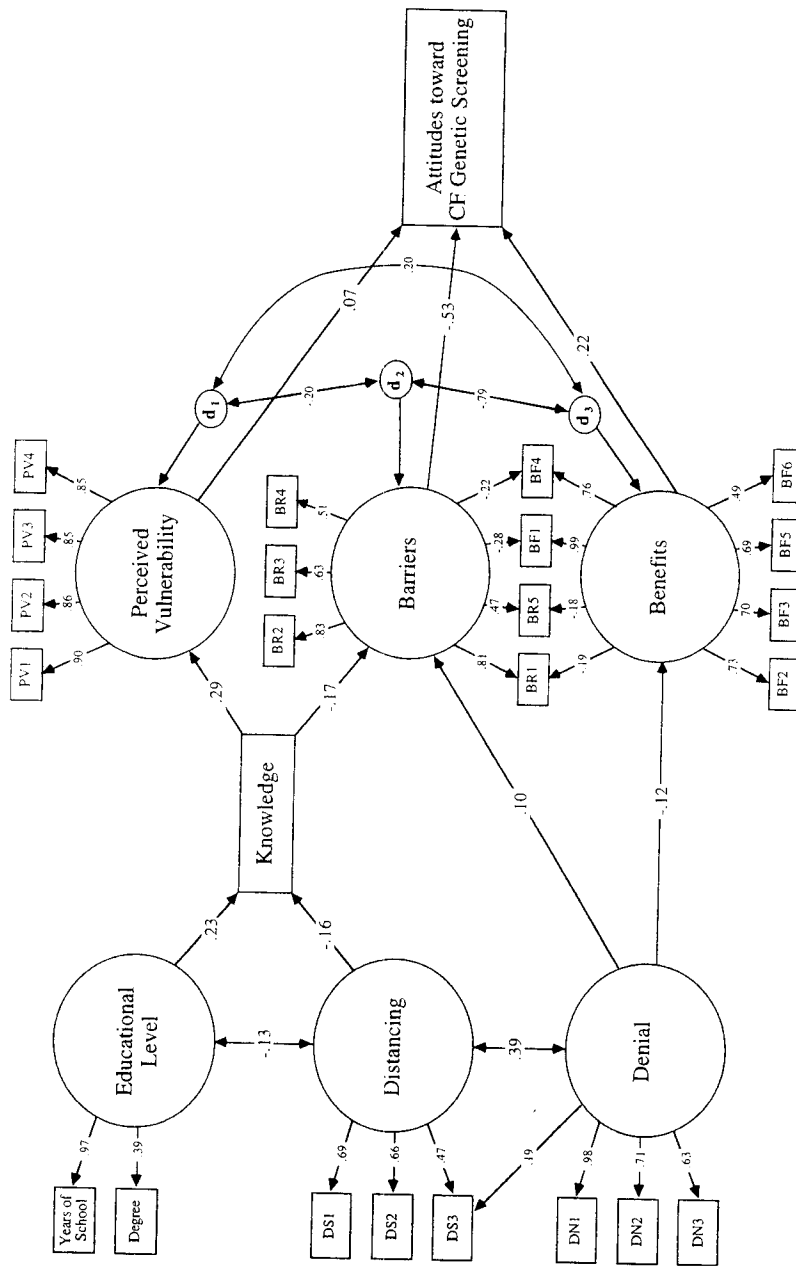 Years of
School
Degree
.97
.39
Educational
Level
-.13
.23
DS1
DS2
DS3
.69
.66
.47
Distancing
-.16
.39
.19
DN1
DN2
DN3
.98
.71
.63
Denial
.10
-.12
Knowledge
.29
-.17
PV1
PV2
PV3
PV4
.90
.86
.85
.85
Perceived
Vulnerability
BR2
BR3
BR4
.83
.63
.51
Barriers
.81
.47
-.28
-.22
BR1
BR5
BF1
BF4
-.19
-.18
.99
.76
Benefits
.73
.70
.69
.49
BF2
BF3
BF5
BF6
d1
d2
d3
-.20
-.79
.20
.07
-.53
.22
Attitudes toward
CF Genetic Screening